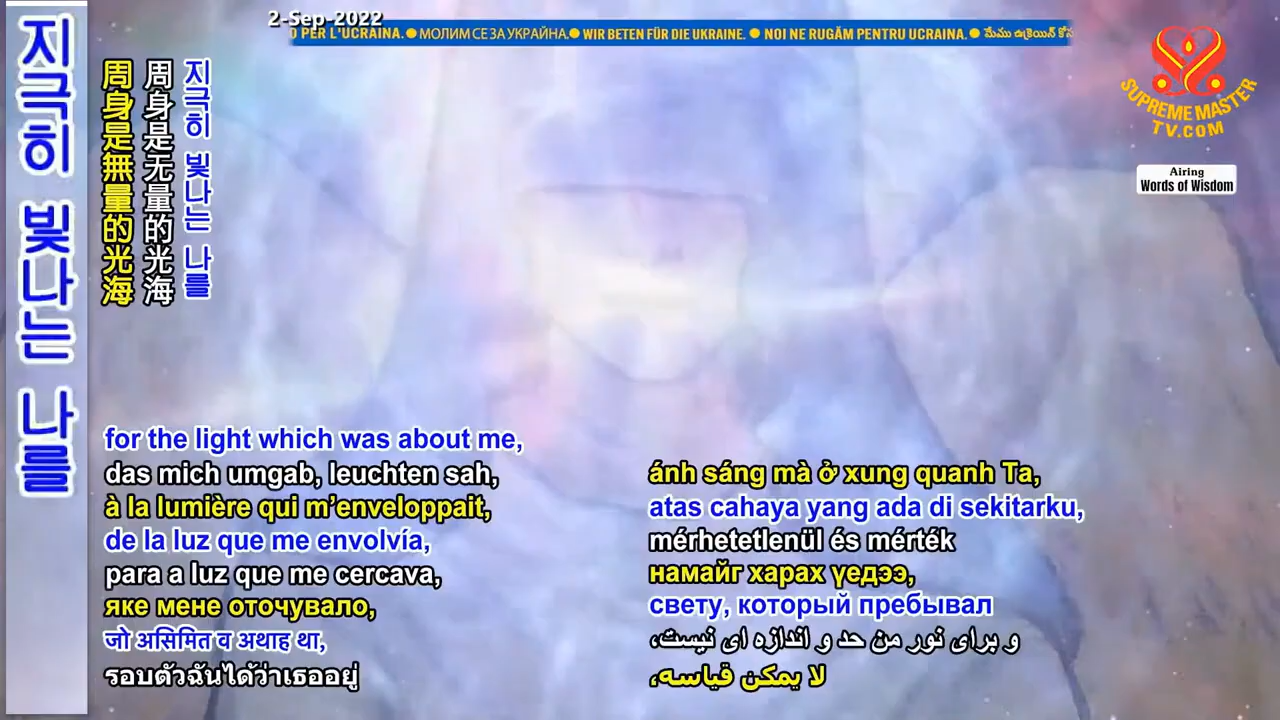 2-Sep-2022
PER L'UCRAINA. ● МОЛИМ СЕ ЗА УКРАЈНА. ● WIR BETEN FÜR DIE UKRAINE. ● NOI NE RUGĂM PENTRU UCRAINA. ● మేము ఉక్రెయిన్
SUPREME MASTER
TV.COM
Airing
Words of Wisdom
지극히 빛나는 나를
周身是無量的光海
周身是无量的光海
지극히 빛나는 나를
for the light which was about me,
das mich umgab, leuchten sah,
à la lumière qui m’enveloppait,
de la luz que me envolvía,
para a luz que me cercava,
яке мене оточувало,
जो असिमित व अथाह था,
รอบตัวฉันได้ว่าเธออยู่
ánh sáng mà ở xung quanh Ta,
atas cahaya yang ada di sekitarku,
mérhetetlenül és mérték
намайг харах үедээ,
свету, который пребывал
و برای نور من حد و اندازه ای نیست،
لا يمكن قياسه،